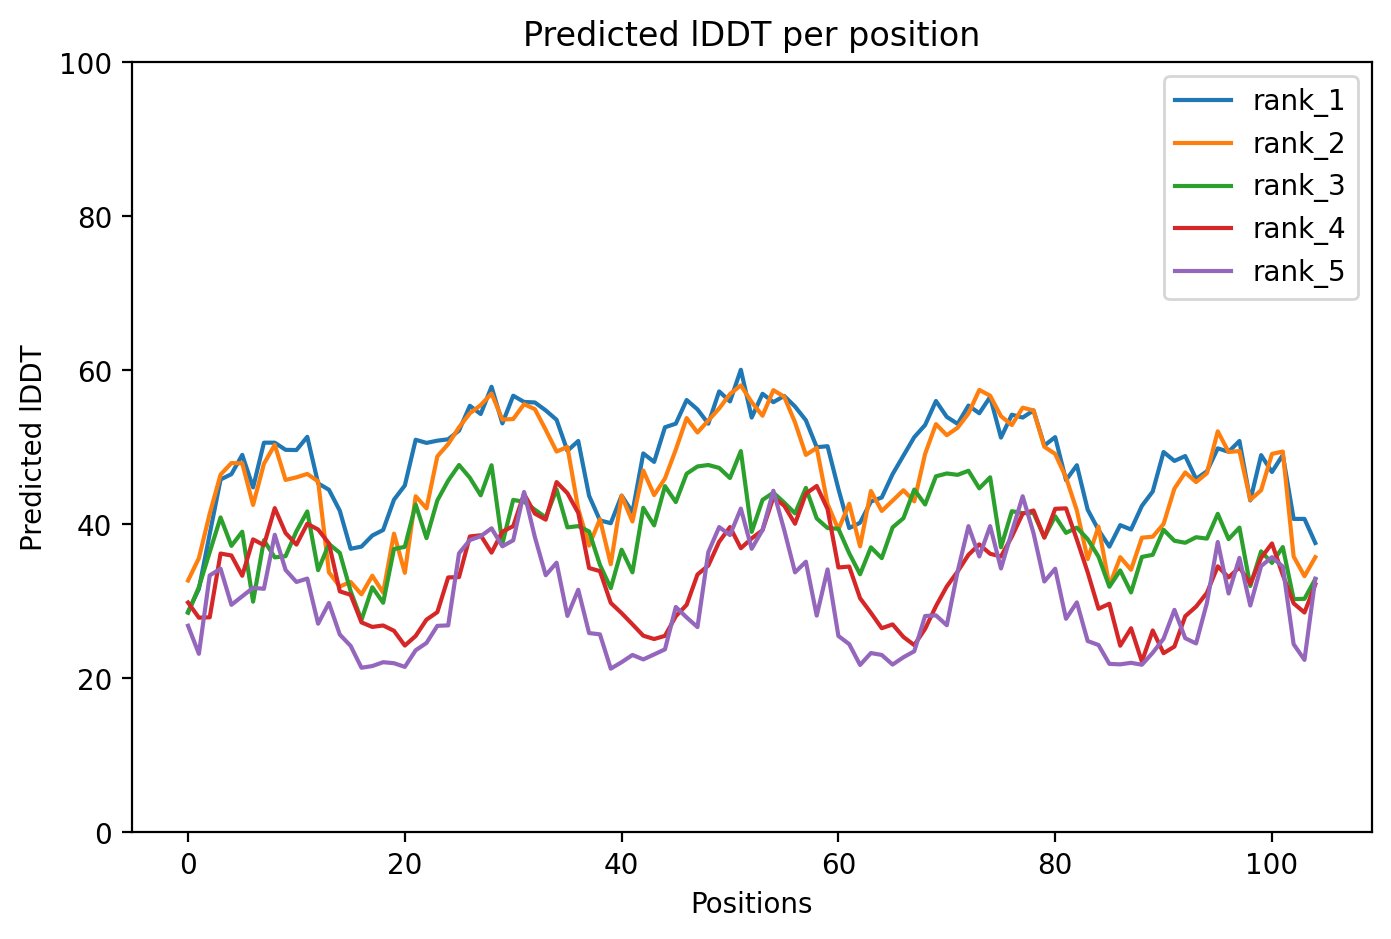 Predicted lDDT per position
100
80
60
40
20
0
Predicted lDDT
0 20 40 60 80 100
Positions
rank_1
rank_2
rank_3
rank_4
rank_5